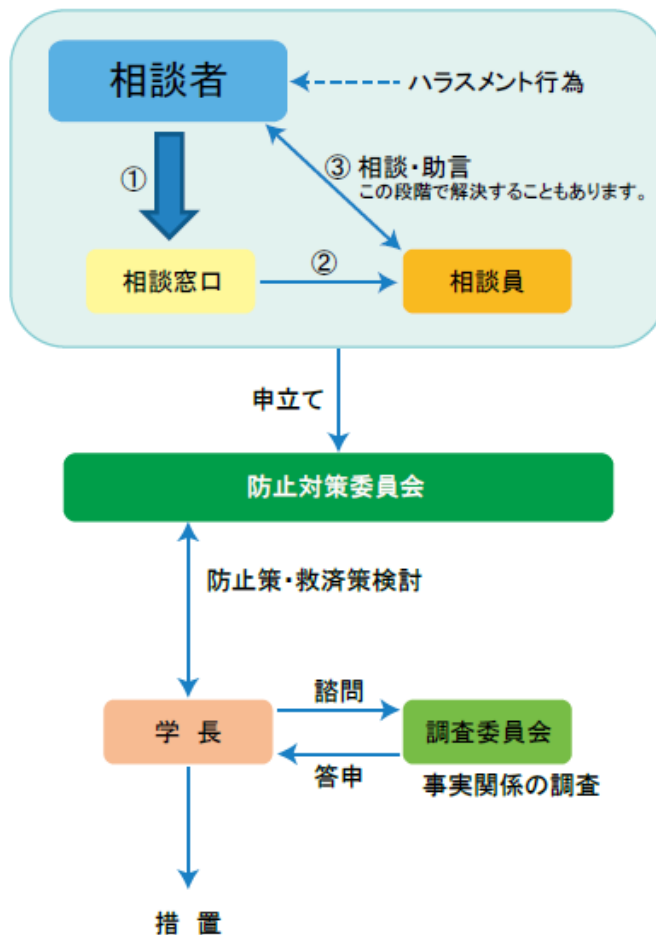 相談者
ハラスメント行為
①
③ 相談・助言
この段階で解決することもあります。
相談窓口
②
相談員
申立て
防止対策委員会
防止策・救済策検討
諮問
学 長
調査委員会
答申
事実関係の調査
措 置